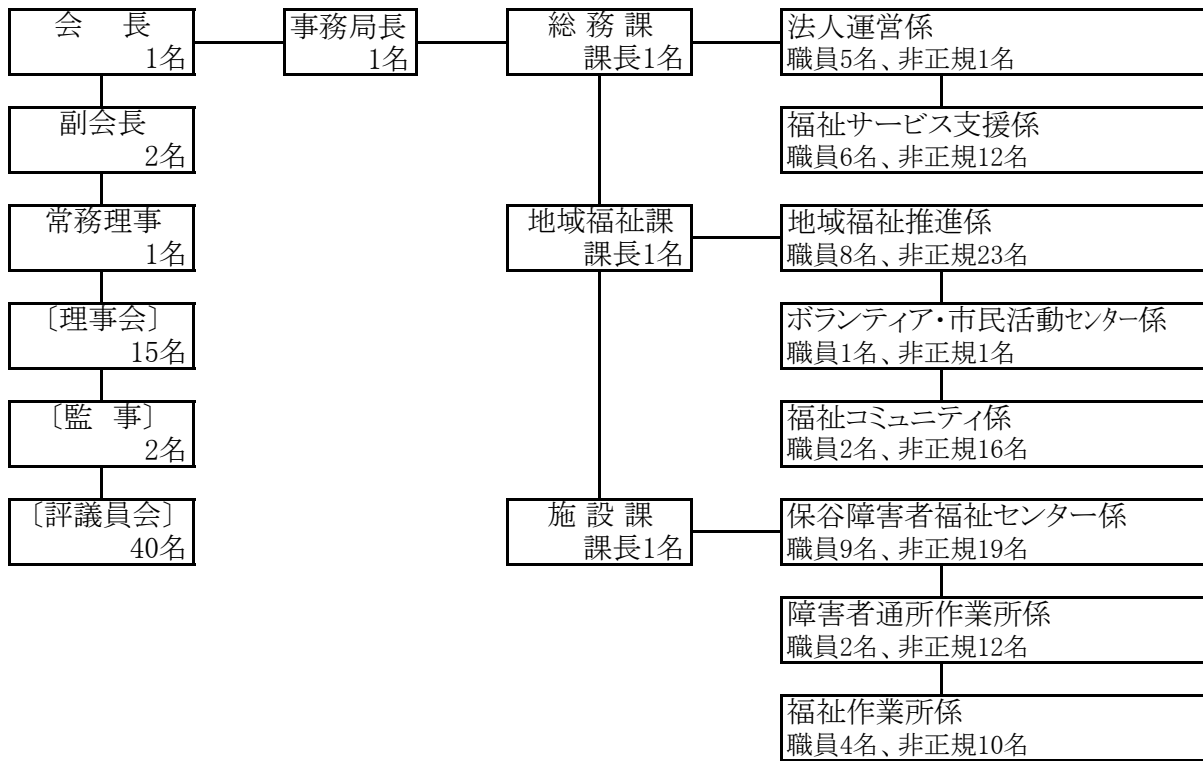 会　長
1名
事務局長
1名
総 務 課
課長1名
法人運営係
職員5名、非正規1名
副会長
2名
福祉サービス支援係
職員6名、非正規12名
常務理事
1名
地域福祉課
課長1名
地域福祉推進係
職員8名、非正規23名
〔理事会〕
15名
ボランティア・市民活動センター係
職員1名、非正規1名
〔監　事〕
2名
福祉コミュニティ係
職員2名、非正規16名
〔評議員会〕
40名
施 設 課
課長1名
保谷障害者福祉センター係
職員9名、非正規19名
障害者通所作業所係
職員2名、非正規12名
福祉作業所係
職員4名、非正規10名